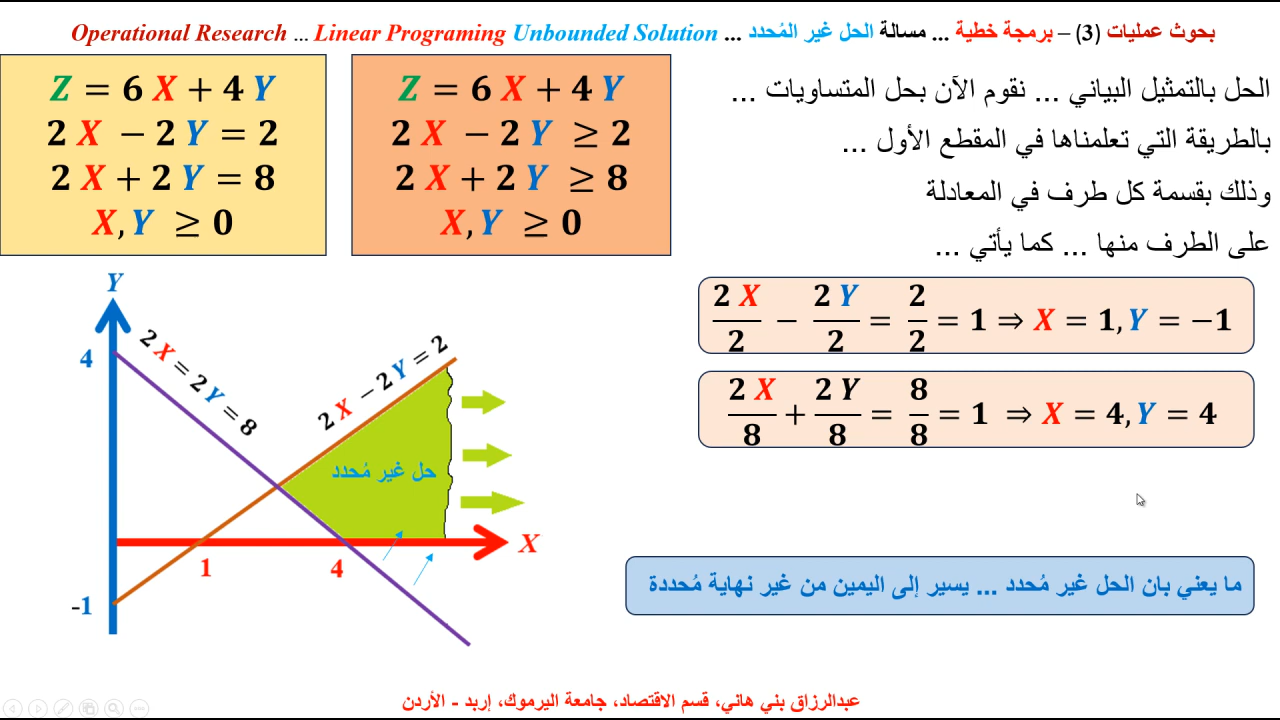 بحوث عمليات (3) – برمجة خطية ... مسالة الحل غير المُحدد ... Operational Research ... Linear Programing Unbounded Solution
الحل بالتمثيل البياني ... نقوم الآن بحل المتساويات ...
بالطريقة التي تعلمناها في المقطع الأول ...
وذلك بقسمة كل طرف في المعادلة
على الطرف منها ... كما يأتي ...
Z = 6 X + 4 Y
2 X − 2 Y ≥ 2
2 X + 2 Y ≥ 8
X, Y ≥ 0
Z = 6 X + 4 Y
2 X − 2 Y = 2
2 X + 2 Y = 8
X, Y ≥ 0
2 X/2 − 2 Y/2 = 2/2 = 1 ⇒ X = 1, Y = −1
2 X/8 + 2 Y/8 = 8/8 = 1 ⇒ X = 4, Y = 4
Y
4
2 X = 2 Y = 8
2 X − 2 Y = 2
حل غير مُحدد
X
1
4
-1
ما يعني بان الحل غير مُحدد ... يسير إلى اليمين من غير نهاية مُحددة
عبدالرزاق بني هاني، قسم الاقتصاد، جامعة اليرموك، إربد - الأردن